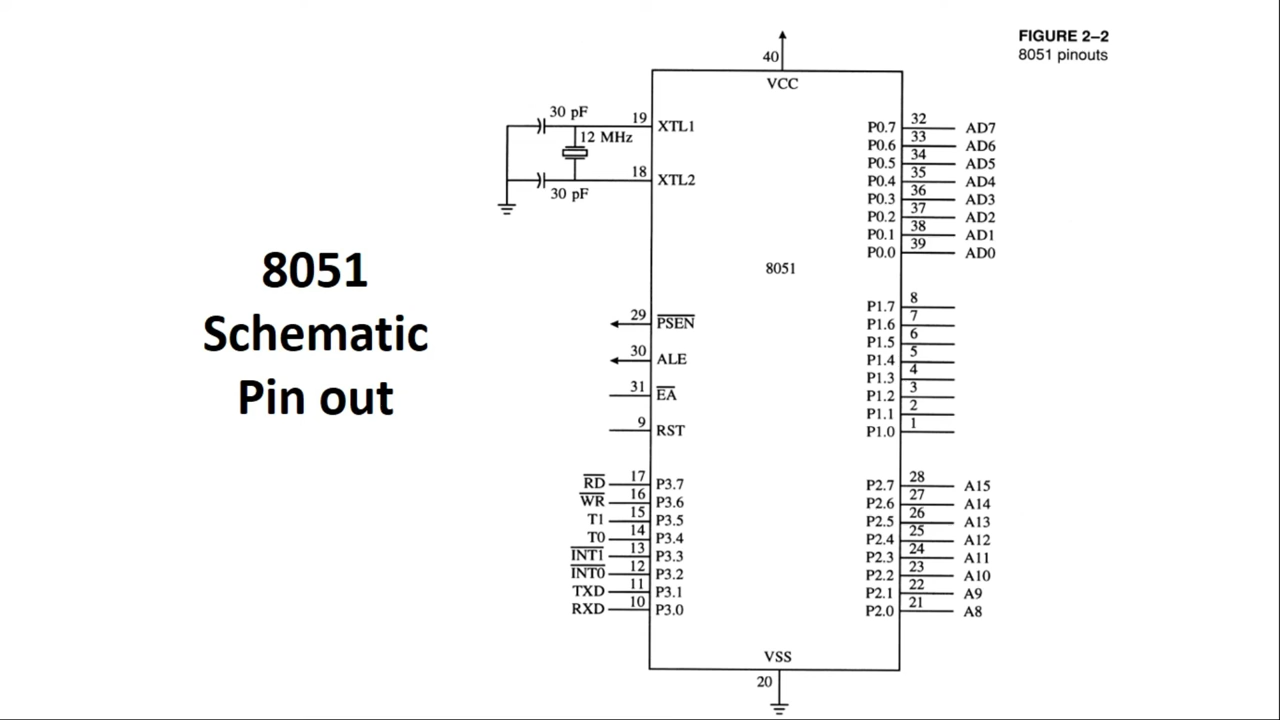 FIGURE 2–2
8051 pinouts
8051
Schematic
Pin out
40
VCC
30 pF
19
XTL1
12 MHz
18
XTL2
30 pF
8051
29
PSEN
30
ALE
31
EA
9
RST
RD 17 P3.7
WR 16 P3.6
T1 15 P3.5
T0 14 P3.4
INT1 13 P3.3
INT0 12 P3.2
TXD 11 P3.1
RXD 10 P3.0
P0.7 32 AD7
P0.6 33 AD6
P0.5 34 AD5
P0.4 35 AD4
P0.3 36 AD3
P0.2 37 AD2
P0.1 38 AD1
P0.0 39 AD0
P1.7 8
P1.6 7
P1.5 6
P1.4 5
P1.3 4
P1.2 3
P1.1 2
P1.0 1
P2.7 28 A15
P2.6 27 A14
P2.5 26 A13
P2.4 25 A12
P2.3 24 A11
P2.2 23 A10
P2.1 22 A9
P2.0 21 A8
VSS
20